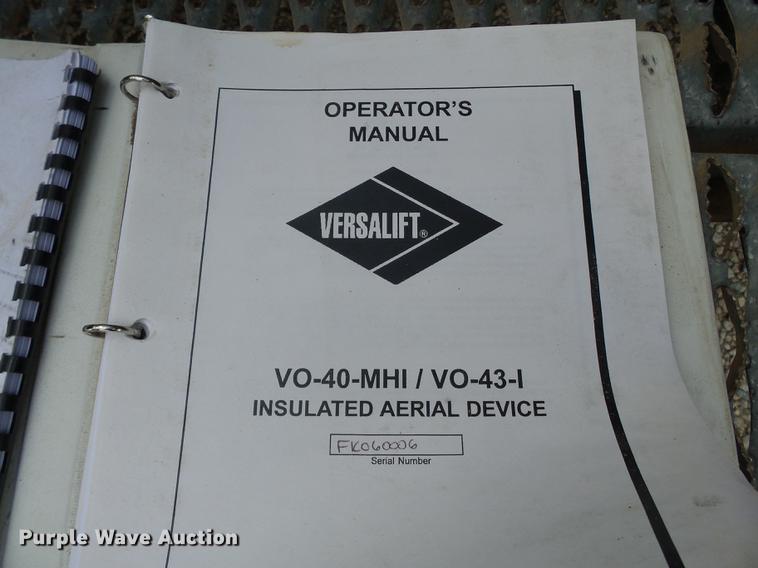 OPERATOR'S
MANUAL
VERSALIFT®
VO-40-MHI / VO-43-I
INSULATED AERIAL DEVICE
FK060006
Serial Number
Purple Wave Auction